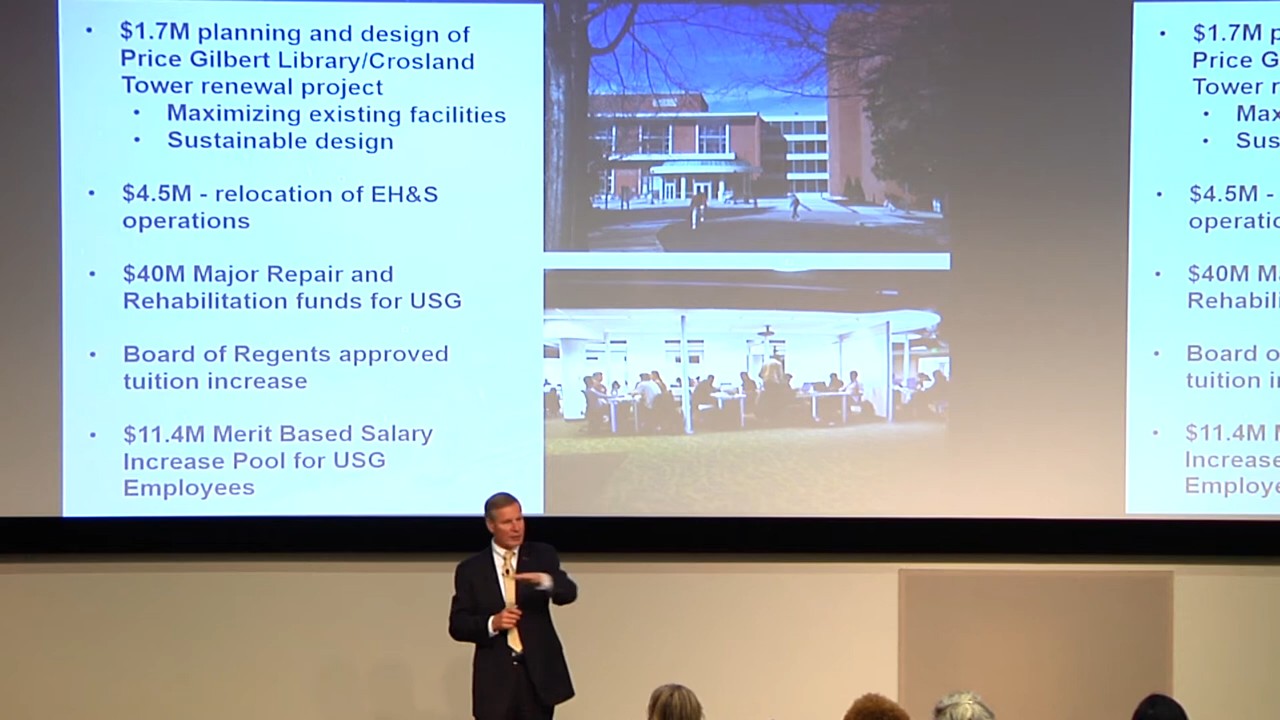 • $1.7M planning and design of
Price Gilbert Library/Crosland
Tower renewal project
• Maximizing existing facilities
• Sustainable design
• $4.5M - relocation of EH&S
operations
• $40M Major Repair and
Rehabilitation funds for USG
• Board of Regents approved
tuition increase
• $11.4M Merit Based Salary
Increase Pool for USG
Employees
• $1.7M p
Price G
Tower r
• Max
• Sus
• $4.5M -
operatio
• $40M Ma
Rehabili
• Board o
tuition i
• $11.4M
Increase
Employe